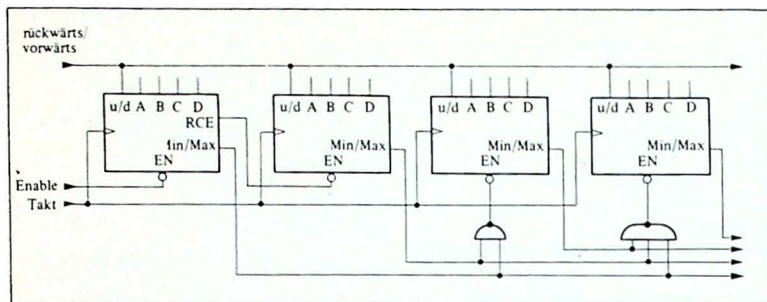 rückwärts/
vorwärts
u/d A B C D
RCE
Min/Max
EN
u/d A B C D
Min/Max
EN
u/d A B C D
Min/Max
EN
u/d A B C D
Min/Max
EN
Enable
Takt